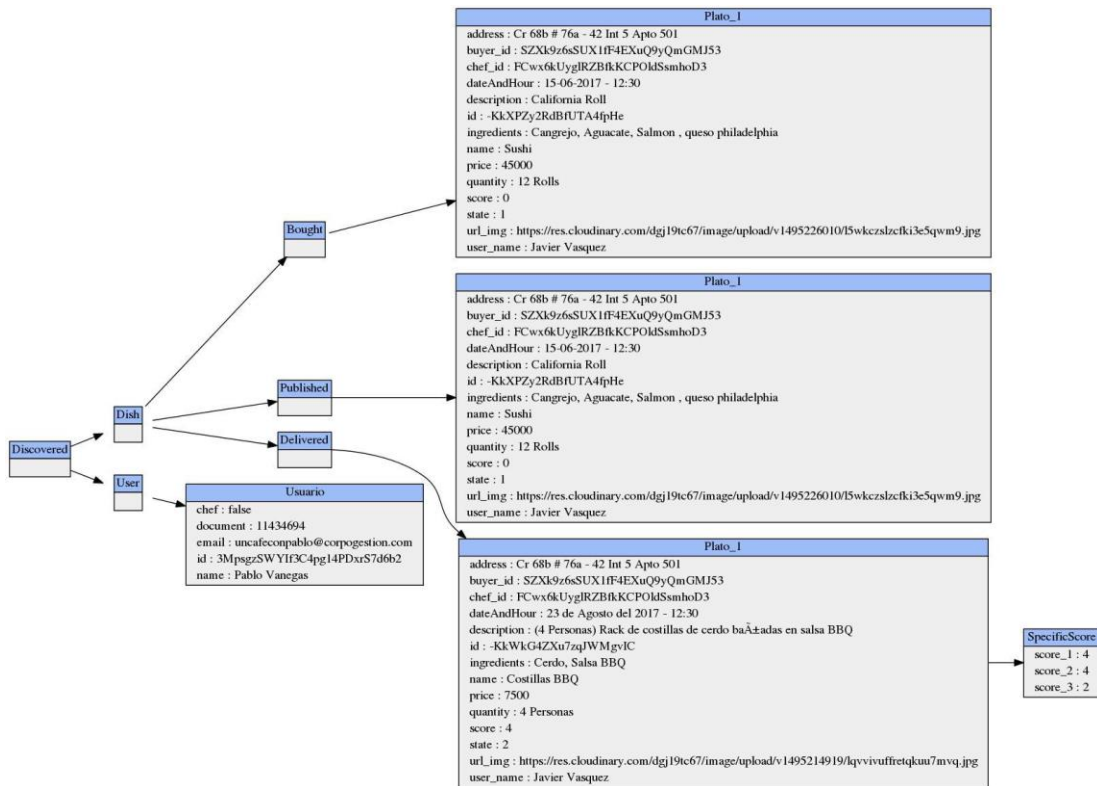 Plato_1
address : Cr 68b # 76a - 42 Int 5 Apto 501
buyer_id : SZXk9z6sSUX1fF4EXuQ9yQmGMJ53
chef_id : FCwx6kUyglRZBfkKCPOldSsmhoD3
dateAndHour : 15-06-2017 - 12:30
description : California Roll
id : -KkXPZy2RdBfUTA4fpHe
ingredients : Cangrejo, Aguacate, Salmon , queso philadelphia
name : Sushi
price : 45000
quantity : 12 Rolls
score : 0
state : 1
url_img : https://res.cloudinary.com/dgj19tc67/image/upload/v1495226010/l5wkczslzcfki3e5qwm9.jpg
user_name : Javier Vasquez
Bought
Plato_1
address : Cr 68b # 76a - 42 Int 5 Apto 501
buyer_id : SZXk9z6sSUX1fF4EXuQ9yQmGMJ53
chef_id : FCwx6kUyglRZBfkKCPOldSsmhoD3
dateAndHour : 15-06-2017 - 12:30
description : California Roll
id : -KkXPZy2RdBfUTA4fpHe
ingredients : Cangrejo, Aguacate, Salmon , queso philadelphia
name : Sushi
price : 45000
quantity : 12 Rolls
score : 0
state : 1
url_img : https://res.cloudinary.com/dgj19tc67/image/upload/v1495226010/l5wkczslzcfki3e5qwm9.jpg
user_name : Javier Vasquez
Published
Dish
Delivered
Discovered
User
Usuario
chef : false
document : 11434694
email : uncafeconpablo@corpogestion.com
id : 3MpsgzSWYIf3C4pg14PDxrS7d6b2
name : Pablo Vanegas
Plato_1
address : Cr 68b # 76a - 42 Int 5 Apto 501
buyer_id : SZXk9z6sSUX1fF4EXuQ9yQmGMJ53
chef_id : FCwx6kUyglRZBfkKCPOldSsmhoD3
dateAndHour : 23 de Agosto del 2017 - 12:30
description : (4 Personas) Rack de costillas de cerdo baÃ±adas en salsa BBQ
id : -KkWkG4ZXu7zqJWMgvIC
ingredients : Cerdo, Salsa BBQ
name : Costillas BBQ
price : 7500
quantity : 4 Personas
score : 4
state : 2
url_img : https://res.cloudinary.com/dgj19tc67/image/upload/v1495214919/lqvvivuffretqkuu7mvq.jpg
user_name : Javier Vasquez
SpecificScore
score_1 : 4
score_2 : 4
score_3 : 2